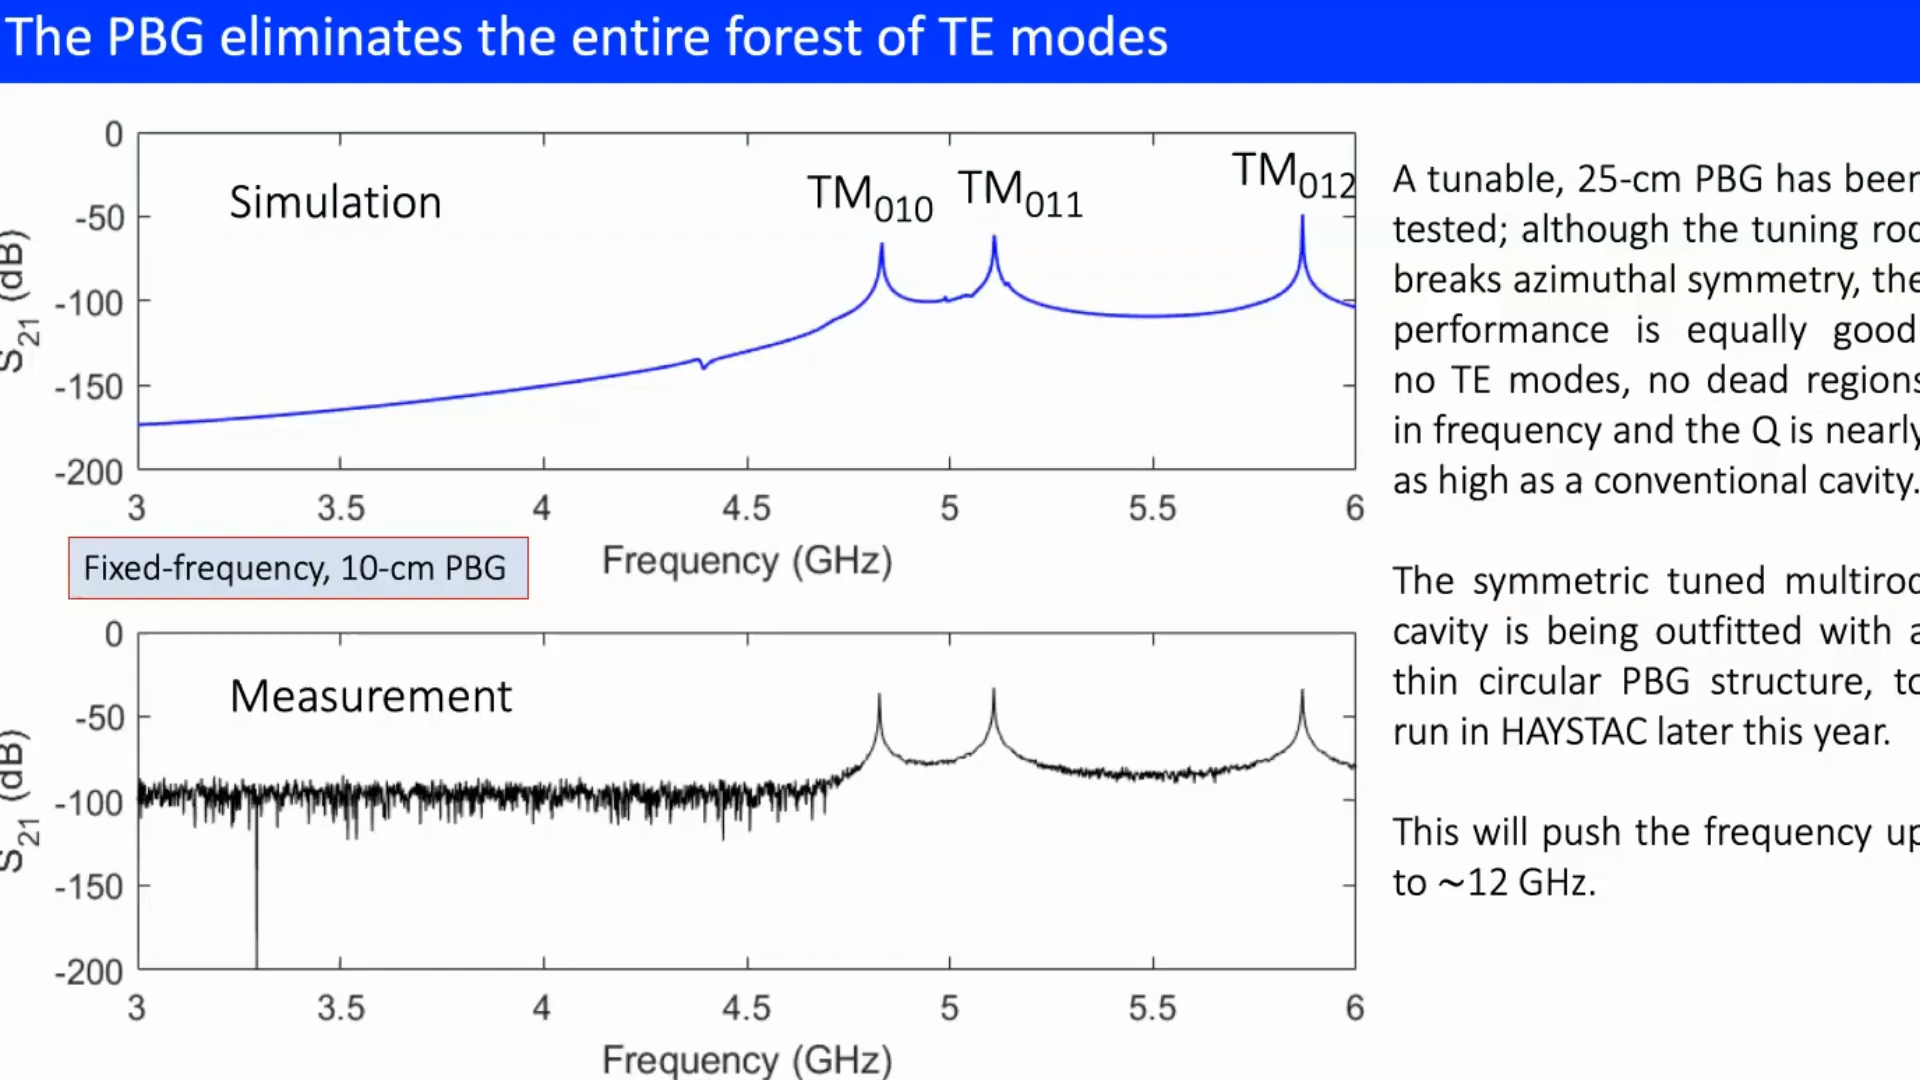 The PBG eliminates the entire forest of TE modes
0
-50
-100
-150
-200
S21 (dB)
Simulation
TM010
TM011
TM012
3
3.5
4
4.5
5
5.5
6
Frequency (GHz)
Fixed-frequency, 10-cm PBG
0
-50
-100
-150
-200
S21 (dB)
Measurement
3
3.5
4
4.5
5
5.5
6
Frequency (GHz)
A tunable, 25-cm PBG has been
tested; although the tuning rod
breaks azimuthal symmetry, the
performance is equally good
no TE modes, no dead regions
in frequency and the Q is nearly
as high as a conventional cavity.
The symmetric tuned multirod
cavity is being outfitted with a
thin circular PBG structure, to
run in HAYSTAC later this year.
This will push the frequency up
to ~12 GHz.